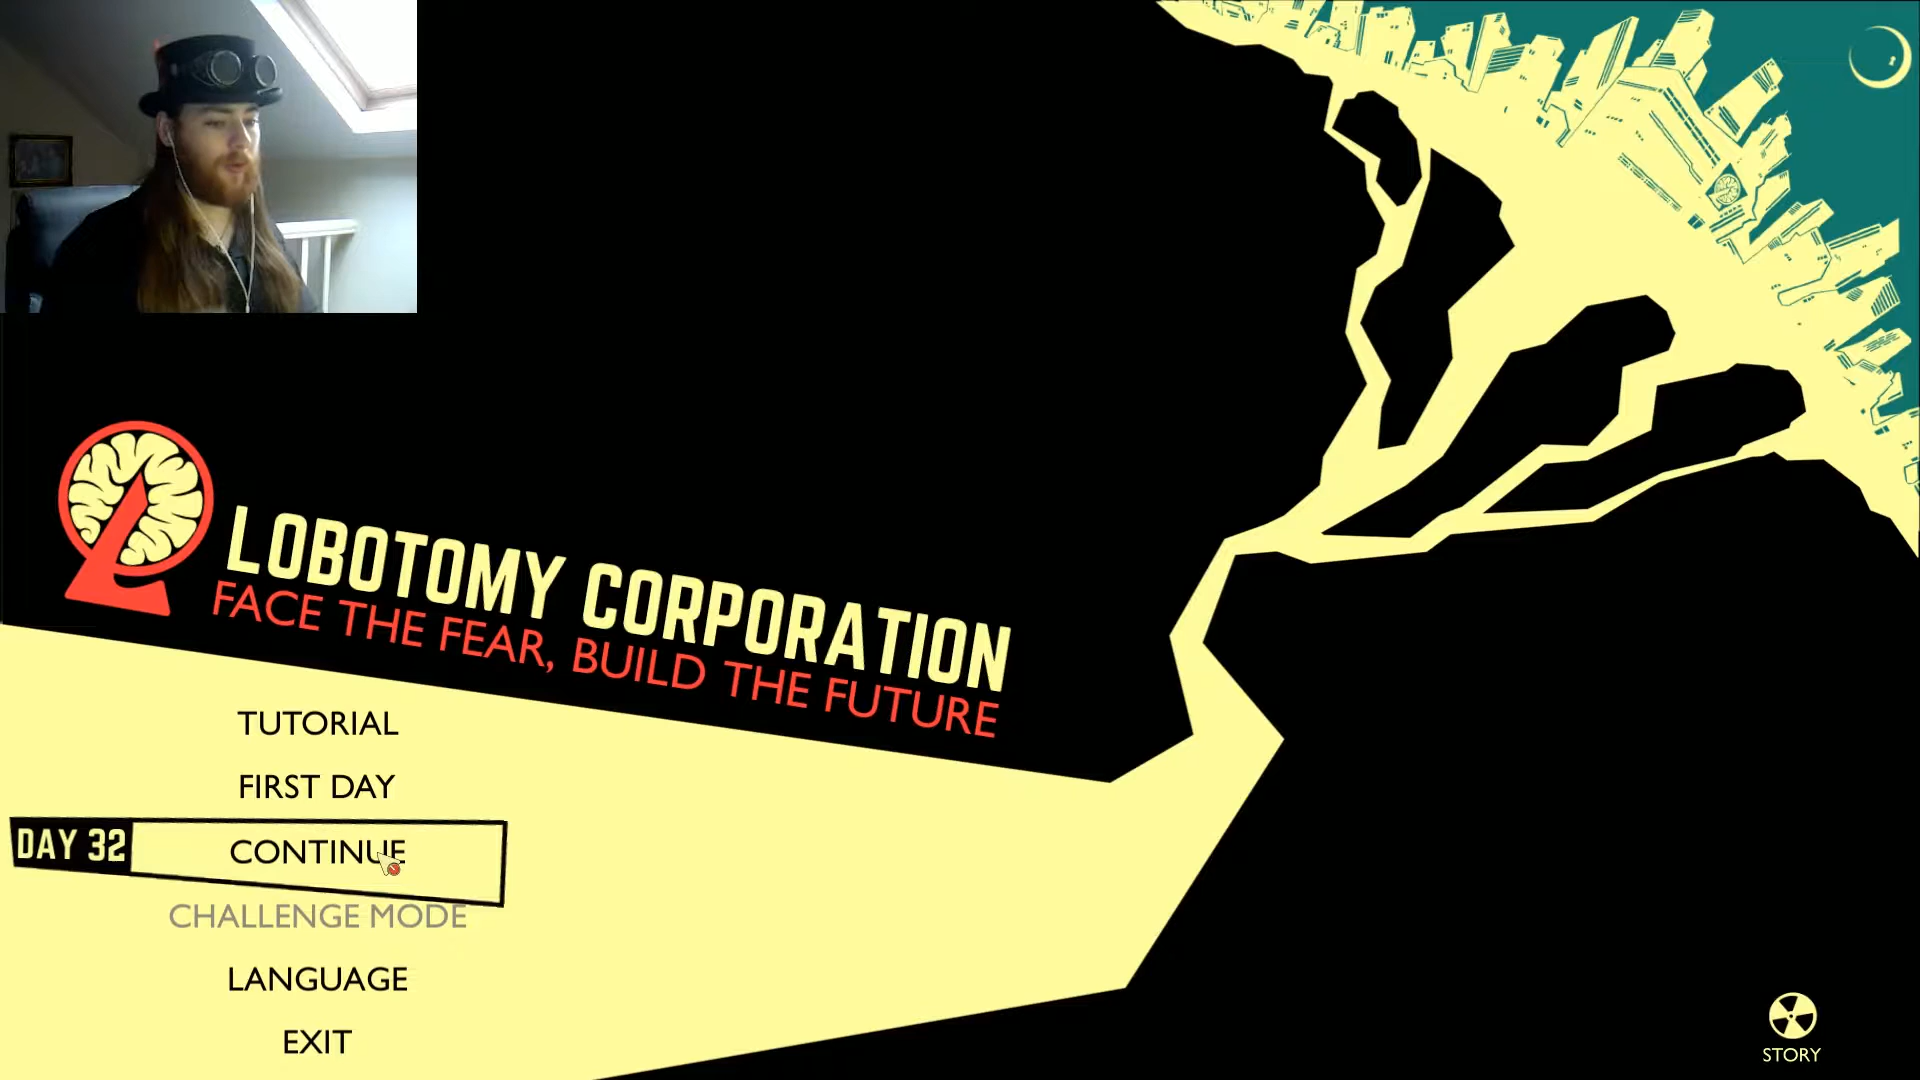 LOBOTOMY CORPORATION
FACE THE FEAR, BUILD THE FUTURE
TUTORIAL
FIRST DAY
DAY 32
CONTINUE
CHALLENGE MODE
LANGUAGE
EXIT
STORY